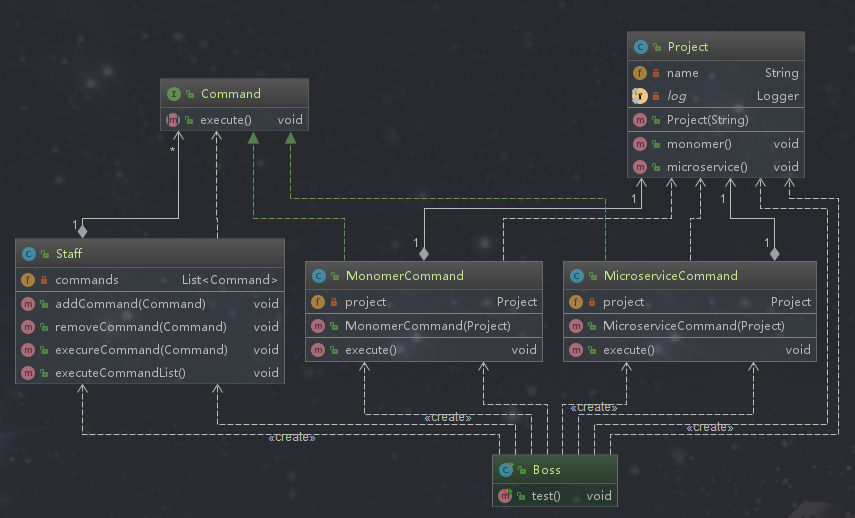 Project
name String
log Logger
Project(String)
monomer() void
microservice() void
Command
execute() void
*
1
1
1
1
1
Staff
commands List<Command>
addCommand(Command) void
removeCommand(Command) void
execureCommand(Command) void
executeCommandList() void
MonomerCommand
project Project
MonomerCommand(Project)
execute() void
MicroserviceCommand
project Project
MicroserviceCommand(Project)
execute() void
«create»
«create»
«create»
«create»
Boss
test() void